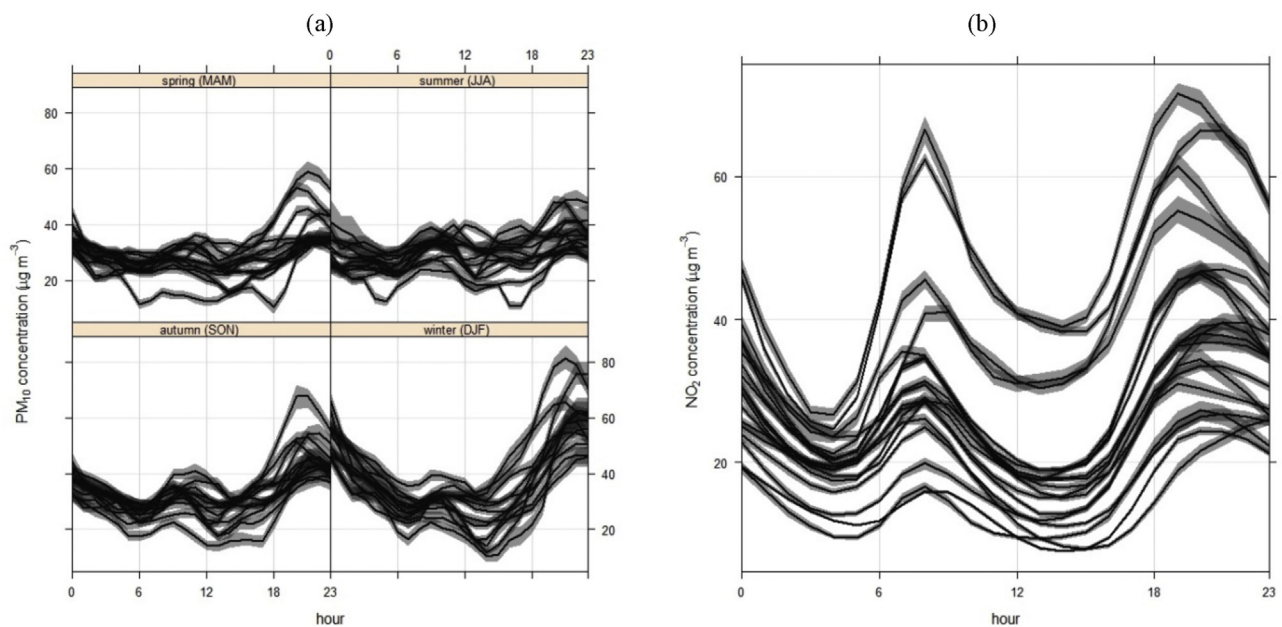 (a)
(b)
0 6 12 18 23
spring (MAM) summer (JJA)
80
60
40
20
autumn (SON) winter (DJF)
80
60
40
20
PM10 concentration (µg m⁻³)
0 6 12 18 23
hour
NO2 concentration (µg m⁻³)
60
40
20
0 6 12 18 23
hour